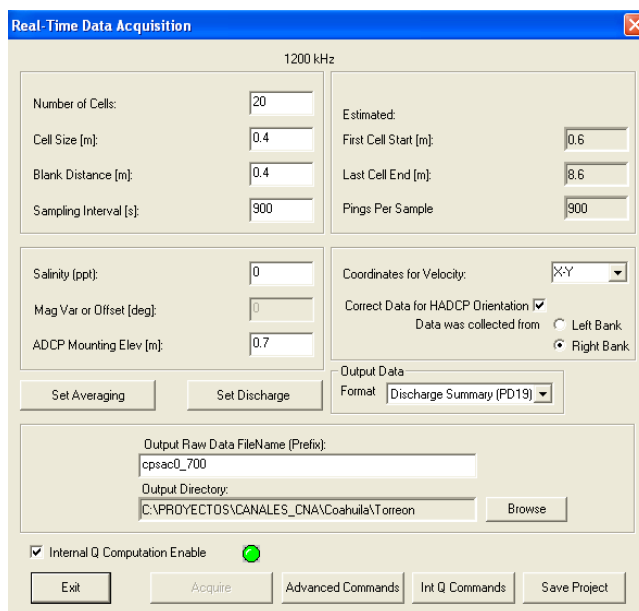 Real-Time Data Acquisition
1200 kHz
Number of Cells: 20
Cell Size [m]: 0.4
Blank Distance [m]: 0.4
Sampling Interval [s]: 900
Estimated:
First Cell Start [m]: 0.6
Last Cell End [m]: 8.6
Pings Per Sample 900
Salinity (ppt): 0
Mag Var or Offset [deg]: 0
ADCP Mounting Elev [m]: 0.7
Coordinates for Velocity: X-Y
Correct Data for HADCP Orientation
Data was collected from Left Bank
Right Bank
Set Averaging Set Discharge
Output Data
Format Discharge Summary (PD19)
Output Raw Data FileName (Prefix):
cpsac0_700
Output Directory:
C:\PROYECTOS\CANALES_CNA\Coahuila\Torreon Browse
Internal Q Computation Enable
Exit Acquire Advanced Commands Int Q Commands Save Project